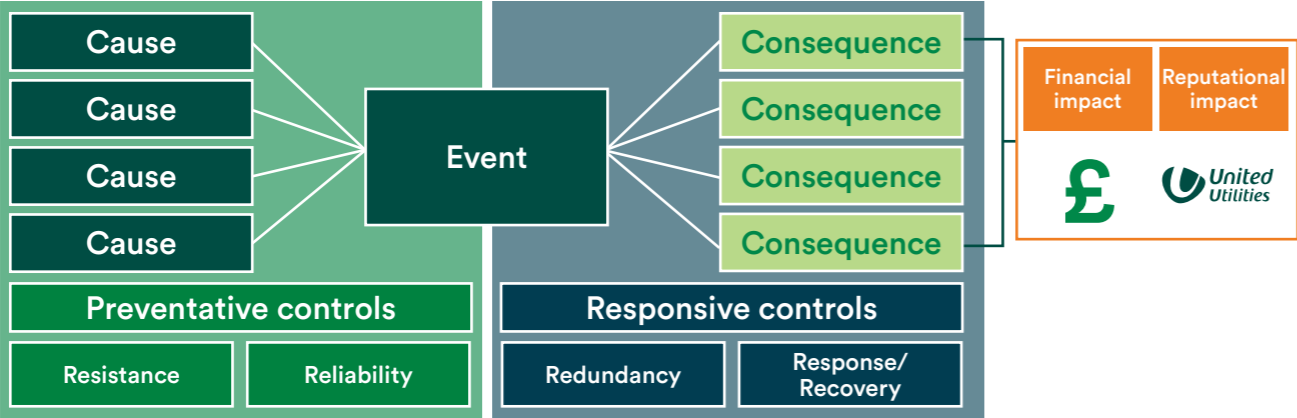 Cause
Cause
Cause
Cause
Event
Consequence
Consequence
Consequence
Consequence
Financial
impact
Reputational
impact
£
United
Utilities
Preventative controls
Responsive controls
Resistance
Reliability
Redundancy
Response/
Recovery